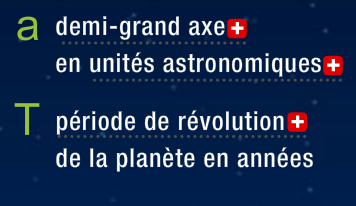 a demi-grand axe
en unités astronomiques
T période de révolution
de la planète en années